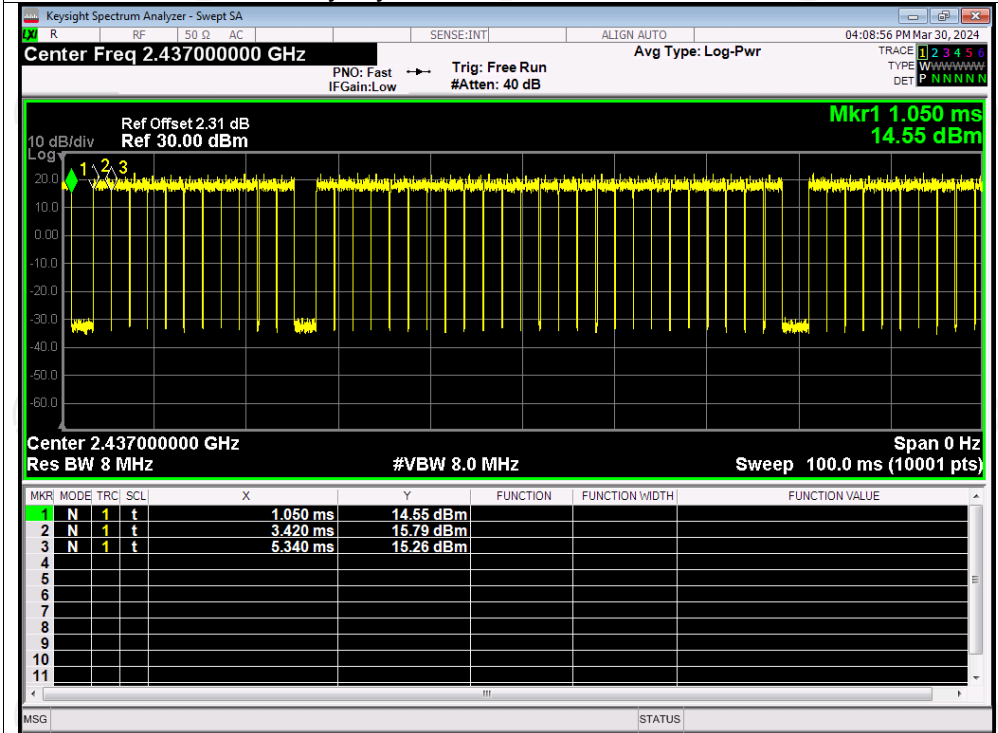 Keysight Spectrum Analyzer - Swept SA
LXI R RF 50 Ω AC SENSE:INT ALIGN AUTO 04:08:56 PM Mar 30, 2024
Center Freq 2.437000000 GHz Avg Type: Log-Pwr TRACE 1 2 3 4 5 6
PNO: Fast Trig: Free Run TYPE WWWWWWW
IFGain:Low #Atten: 40 dB DET P N N N N N
Mkr1 1.050 ms
14.55 dBm
Ref Offset 2.31 dB
10 dB/div Ref 30.00 dBm
Log
1 2 3
20.0
10.0
0.00
-10.0
-20.0
-30.0
-40.0
-50.0
-60.0
Center 2.437000000 GHz Span 0 Hz
Res BW 8 MHz #VBW 8.0 MHz Sweep 100.0 ms (10001 pts)
MKR MODE TRC SCL X Y FUNCTION FUNCTION WIDTH FUNCTION VALUE
1 N 1 t 1.050 ms 14.55 dBm
2 N 1 t 3.420 ms 15.79 dBm
3 N 1 t 5.340 ms 15.26 dBm
4
5
6
7
8
9
10
11
MSG STATUS